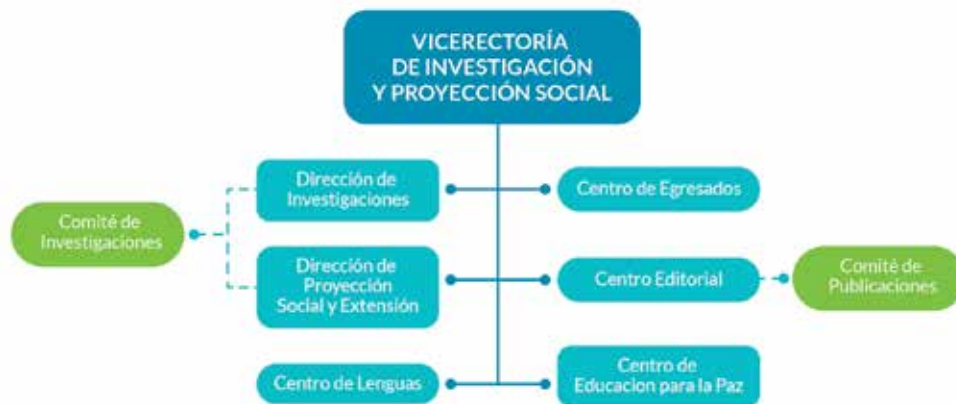 VICERECTORÍA
DE INVESTIGACIÓN
Y PROYECCIÓN SOCIAL
Dirección de
Investigaciones
Centro de Egresados
Comité de
Investigaciones
Dirección de
Proyección
Social y Extensión
Centro Editorial
Comité de
Publicaciones
Centro de Lenguas
Centro de
Educacion para la Paz